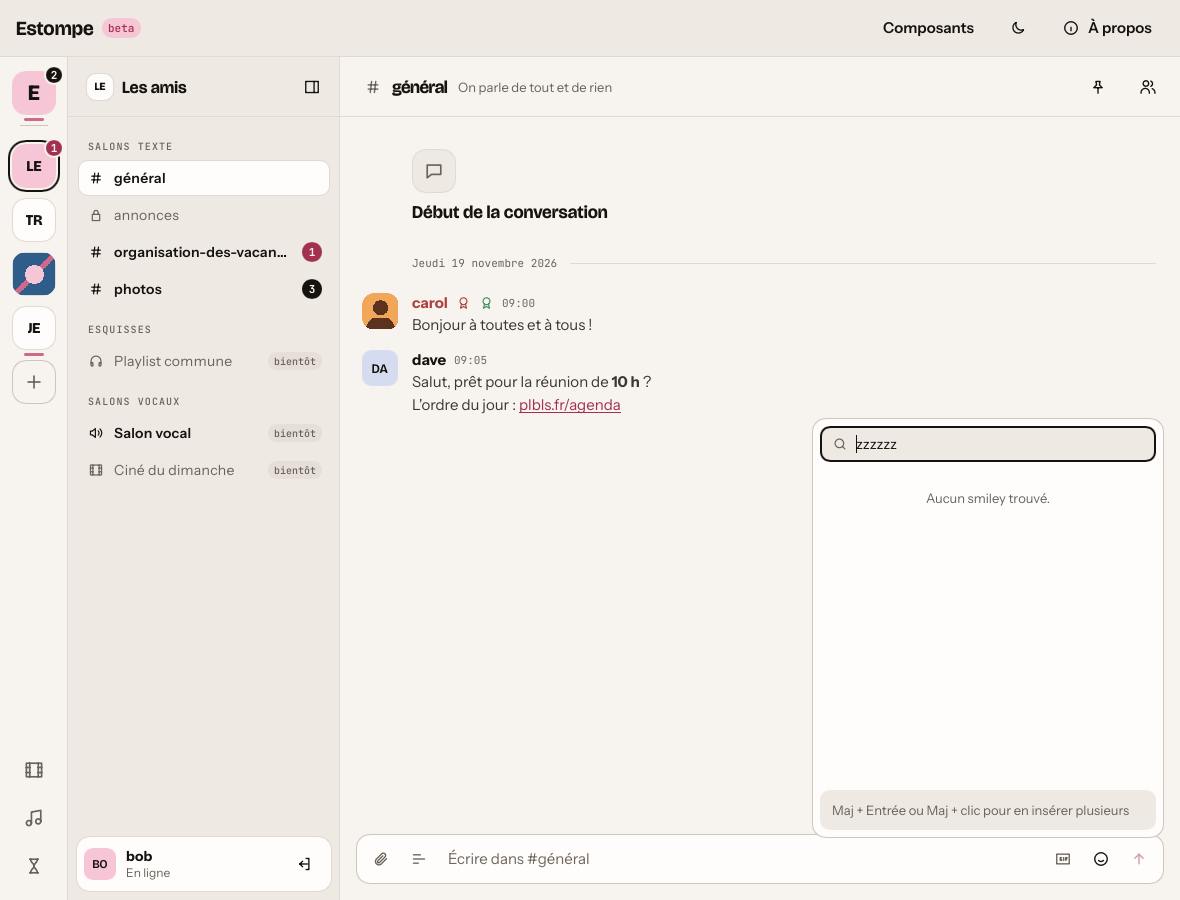 Estompe beta
Composants
À propos
E 2
LE 1
TR
JE
LE Les amis
SALONS TEXTE
# général
annonces
# organisation-des-vacan... 1
# photos 3
ESQUISSES
Playlist commune bientôt
SALONS VOCAUX
Salon vocal bientôt
Ciné du dimanche bientôt
BO bob
En ligne
# général On parle de tout et de rien
Début de la conversation
Jeudi 19 novembre 2026
carol 09:00
Bonjour à toutes et à tous !
DA dave 09:05
Salut, prêt pour la réunion de 10 h ?
L'ordre du jour : plbls.fr/agenda
zzzzzz
Aucun smiley trouvé.
Maj + Entrée ou Maj + clic pour en insérer plusieurs
Écrire dans #général
GIF